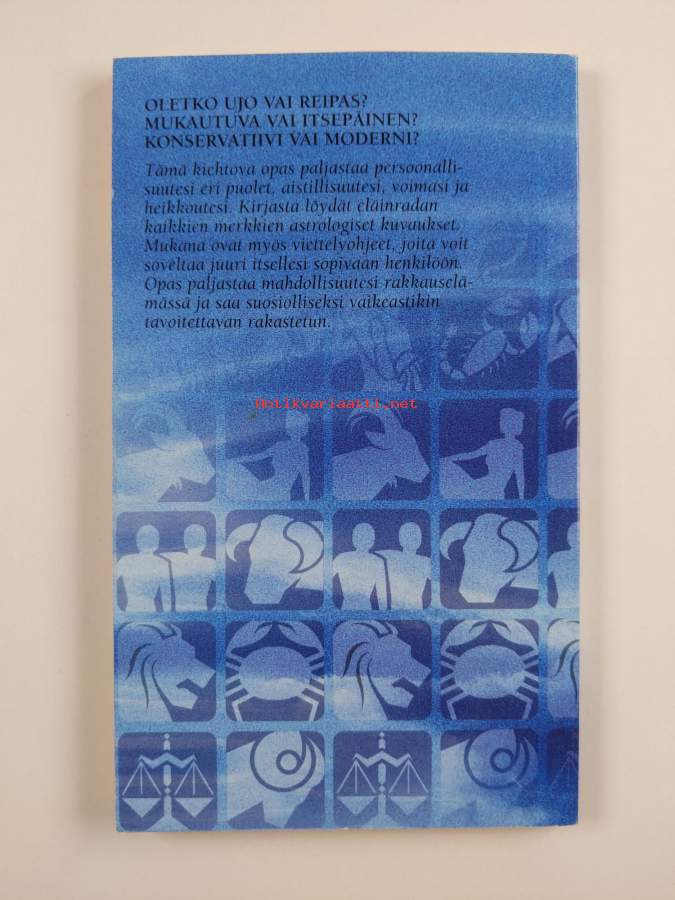 OLETKO UJO VAI REIPAS?
MUKAUTUVA VAI ITSEPÄINEN?
KONSERVATIIVI VAI MODERNI?
Tämä kiehtova opas paljastaa persoonalli-
suutesi eri puolet, aistillisuutesi, voimasi ja
heikkoutesi. Kirjasta löydät eläinradan
kaikkien merkkien astrologiset kuvaukset.
Mukana ovat myös viettelyohjeet, joita voit
soveltaa juuri itsellesi sopivaan henkilöön.
Opas paljastaa mahdollisuutesi rakkauselä-
mässä ja saa suosiolliseksi vaikeastikin
tavoitettavan rakastetun.
Antikvariaatti.net